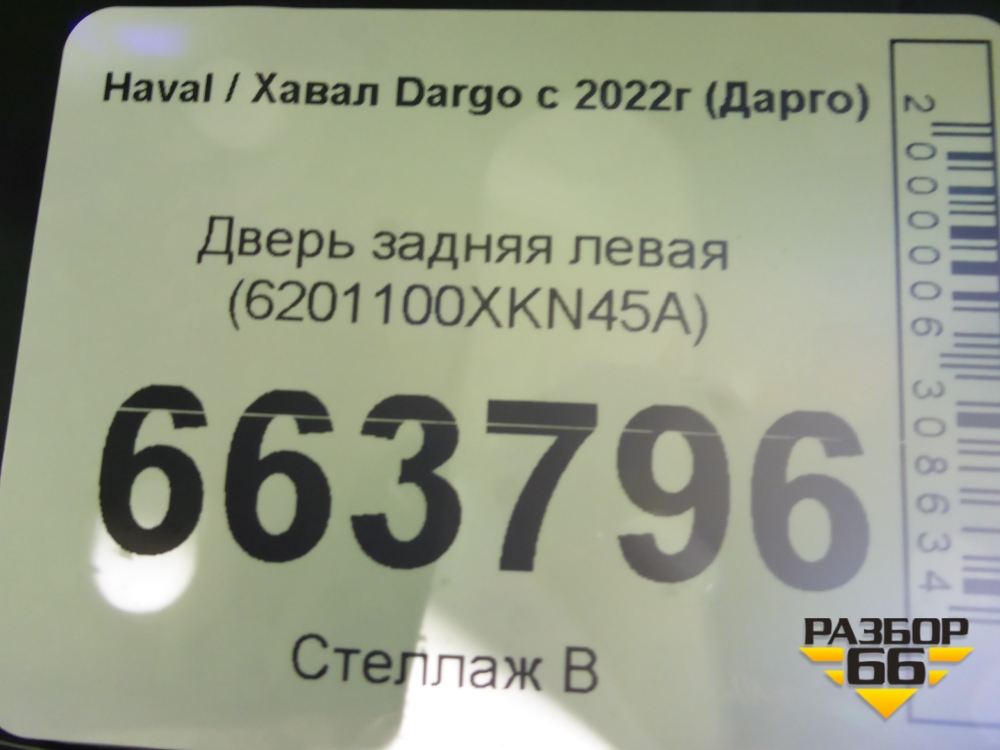 Haval / Хавал Dargo с 2022г (Дарго)
Дверь задняя левая
(6201100XKN45A)
663796
Стеллаж В
2000006308634
РАЗБОР
66